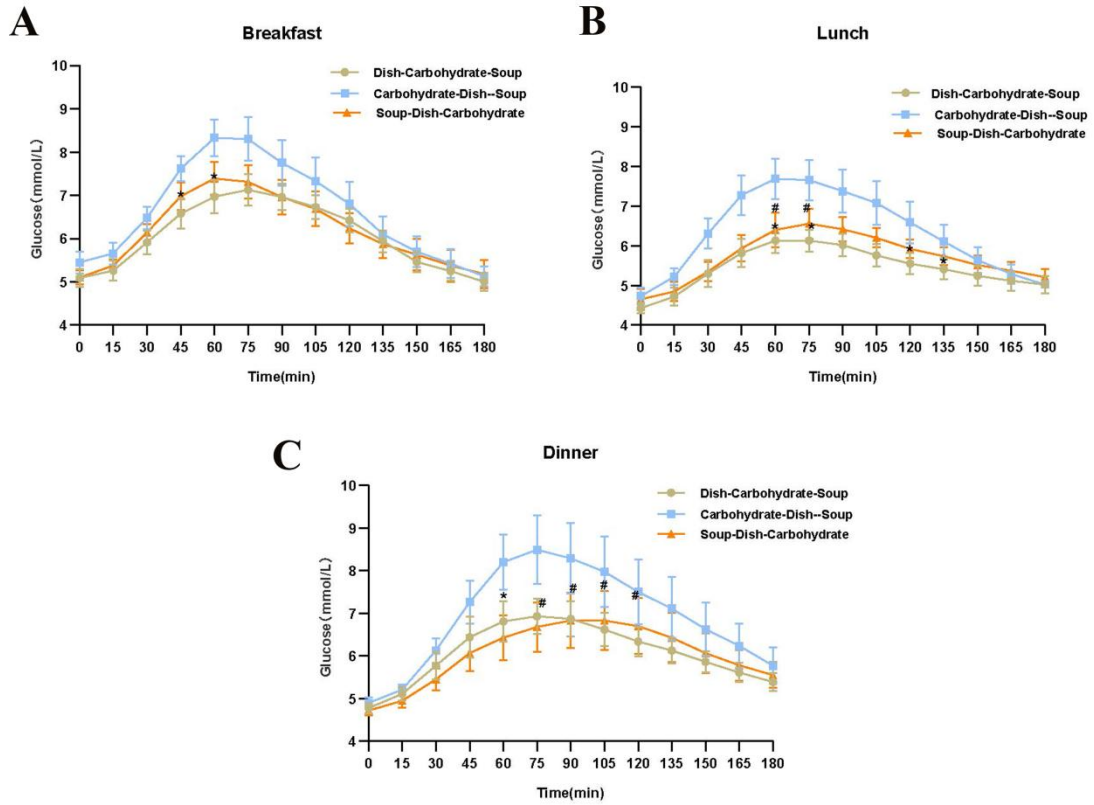 A
Breakfast
Dish-Carbohydrate-Soup
Carbohydrate-Dish--Soup
Soup-Dish-Carbohydrate
Glucose(mmol/L)
10
9
8
7
6
5
4
* *
0 15 30 45 60 75 90 105 120 135 150 165 180
Time(min)
B
Lunch
Dish-Carbohydrate-Soup
Carbohydrate-Dish--Soup
Soup-Dish-Carbohydrate
Glucose(mmol/L)
10
9
8
7
6
5
4
# #
* * * *
0 15 30 45 60 75 90 105 120 135 150 165 180
Time(min)
C
Dinner
Dish-Carbohydrate-Soup
Carbohydrate-Dish--Soup
Soup-Dish-Carbohydrate
Glucose(mmol/L)
10
9
8
7
6
5
4
* # # # #
0 15 30 45 60 75 90 105 120 135 150 165 180
Time(min)